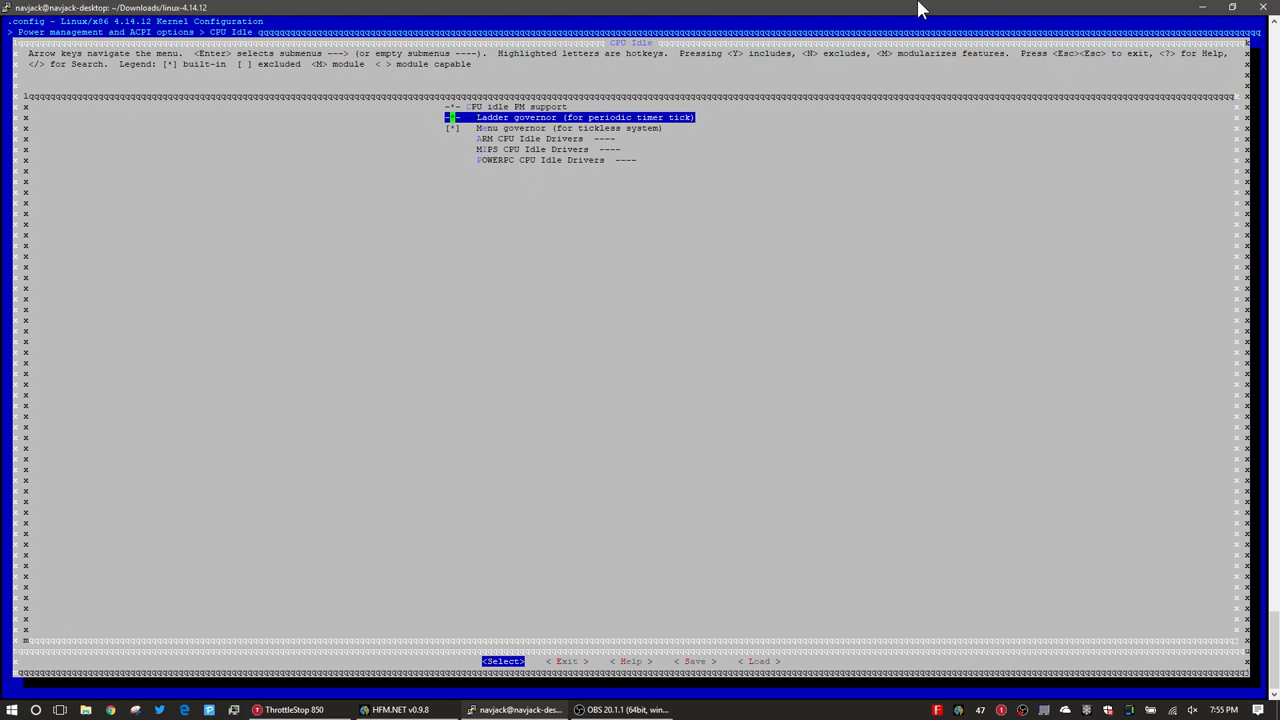 navjack@navjack-desktop: ~/Downloads/linux-4.14.12
.config - Linux/x86 4.14.12 Kernel Configuration
> Power management and ACPI options > CPU Idle
CPU Idle
Arrow keys navigate the menu. <Enter> selects submenus ---> (or empty submenus ----). Highlighted letters are hotkeys. Pressing <Y> includes, <N> excludes, <M> modularizes features. Press <Esc><Esc> to exit, <?> for Help,
</> for Search. Legend: [*] built-in [ ] excluded <M> module < > module capable
-*- CPU idle PM support
-*- Ladder governor (for periodic timer tick)
[*] Menu governor (for tickless system)
ARM CPU Idle Drivers ----
MIPS CPU Idle Drivers ----
POWERPC CPU Idle Drivers ----
<Select> < Exit > < Help > < Save > < Load >
ThrottleStop 850
HFM.NET v0.9.8
navjack@navjack-des...
OBS 20.1.1 (64bit, win...
47
7:55 PM